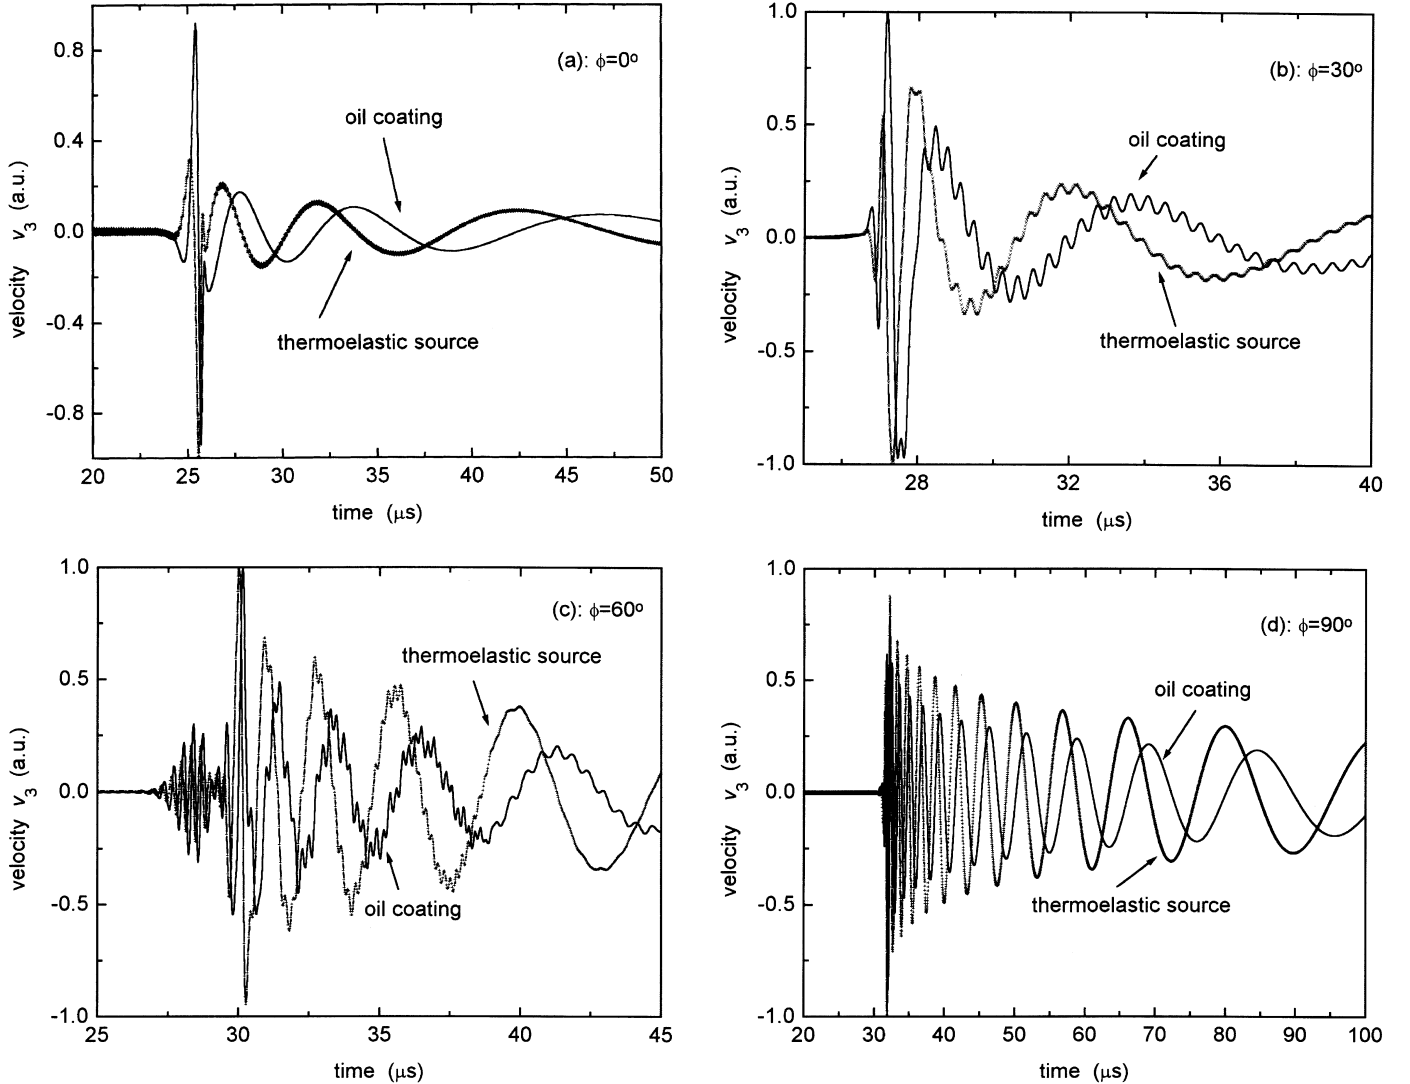 (a): ϕ=0°
0.8
0.4
0.0
-0.4
-0.8
velocity v₃ (a.u.)
oil coating
thermoelastic source
20 25 30 35 40 45 50
time (μs)
(b): ϕ=30°
1.0
0.5
0.0
-0.5
-1.0
velocity v₃ (a.u.)
oil coating
thermoelastic source
28 32 36 40
time (μs)
(c): ϕ=60°
1.0
0.5
0.0
-0.5
-1.0
velocity v₃ (a.u.)
thermoelastic source
oil coating
25 30 35 40 45
time (μs)
(d): ϕ=90°
1.0
0.5
0.0
-0.5
-1.0
velocity v₃ (a.u.)
oil coating
thermoelastic source
20 30 40 50 60 70 80 90 100
time (μs)